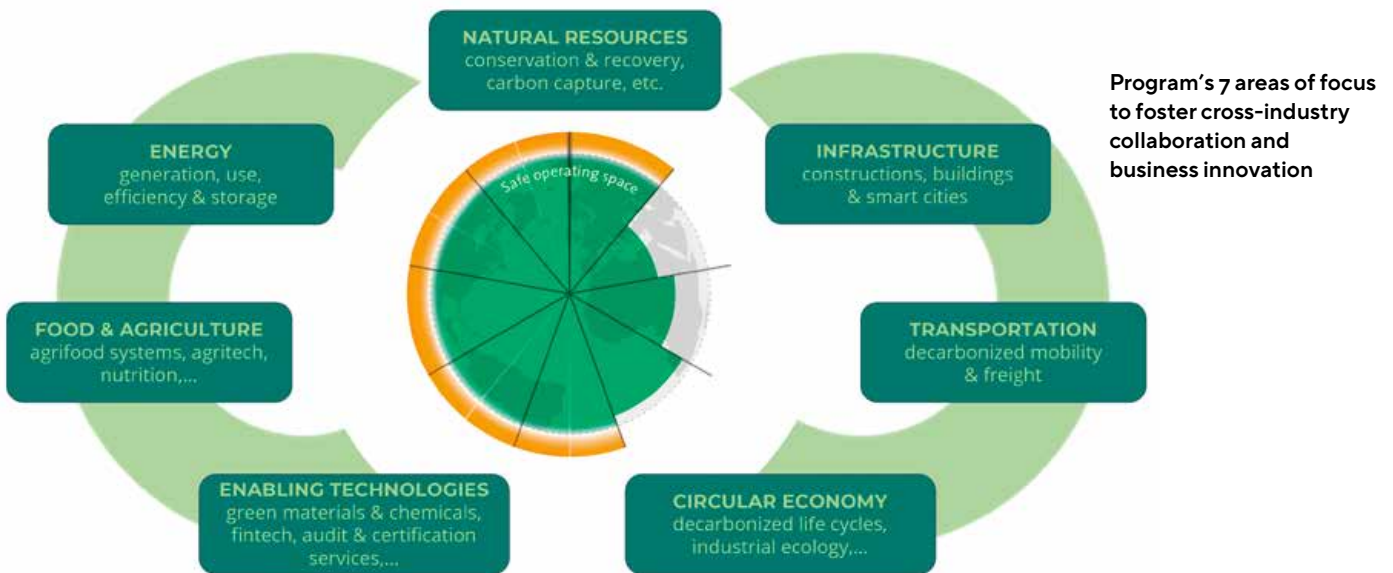 NATURAL RESOURCES
conservation & recovery,
carbon capture, etc.
Program's 7 areas of focus
to foster cross-industry
collaboration and
business innovation
ENERGY
generation, use,
efficiency & storage
Safe operating space
INFRASTRUCTURE
constructions, buildings
& smart cities
FOOD & AGRICULTURE
agrifood systems, agritech,
nutrition,...
TRANSPORTATION
decarbonized mobility
& freight
ENABLING TECHNOLOGIES
green materials & chemicals,
fintech, audit & certification
services,...
CIRCULAR ECONOMY
decarbonized life cycles,
industrial ecology,...